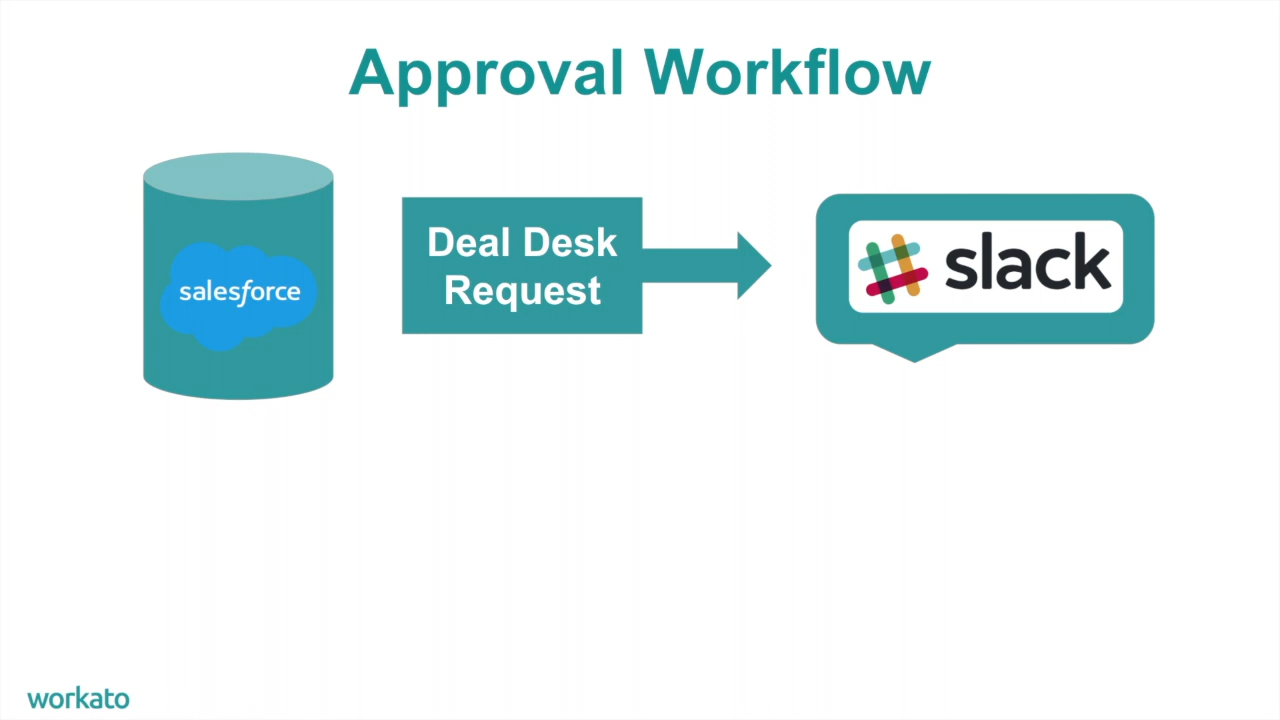 Approval Workflow
salesforce
Deal Desk
Request
slack
workato